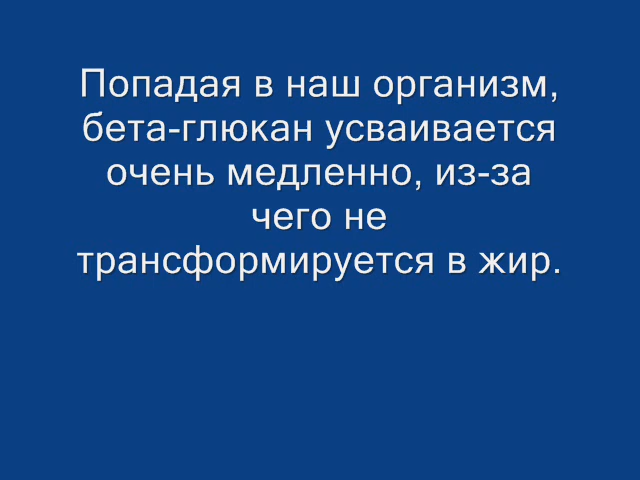 Попадая в наш организм,
бета-глюкан усваивается
очень медленно, из-за
чего не
трансформируется в жир.